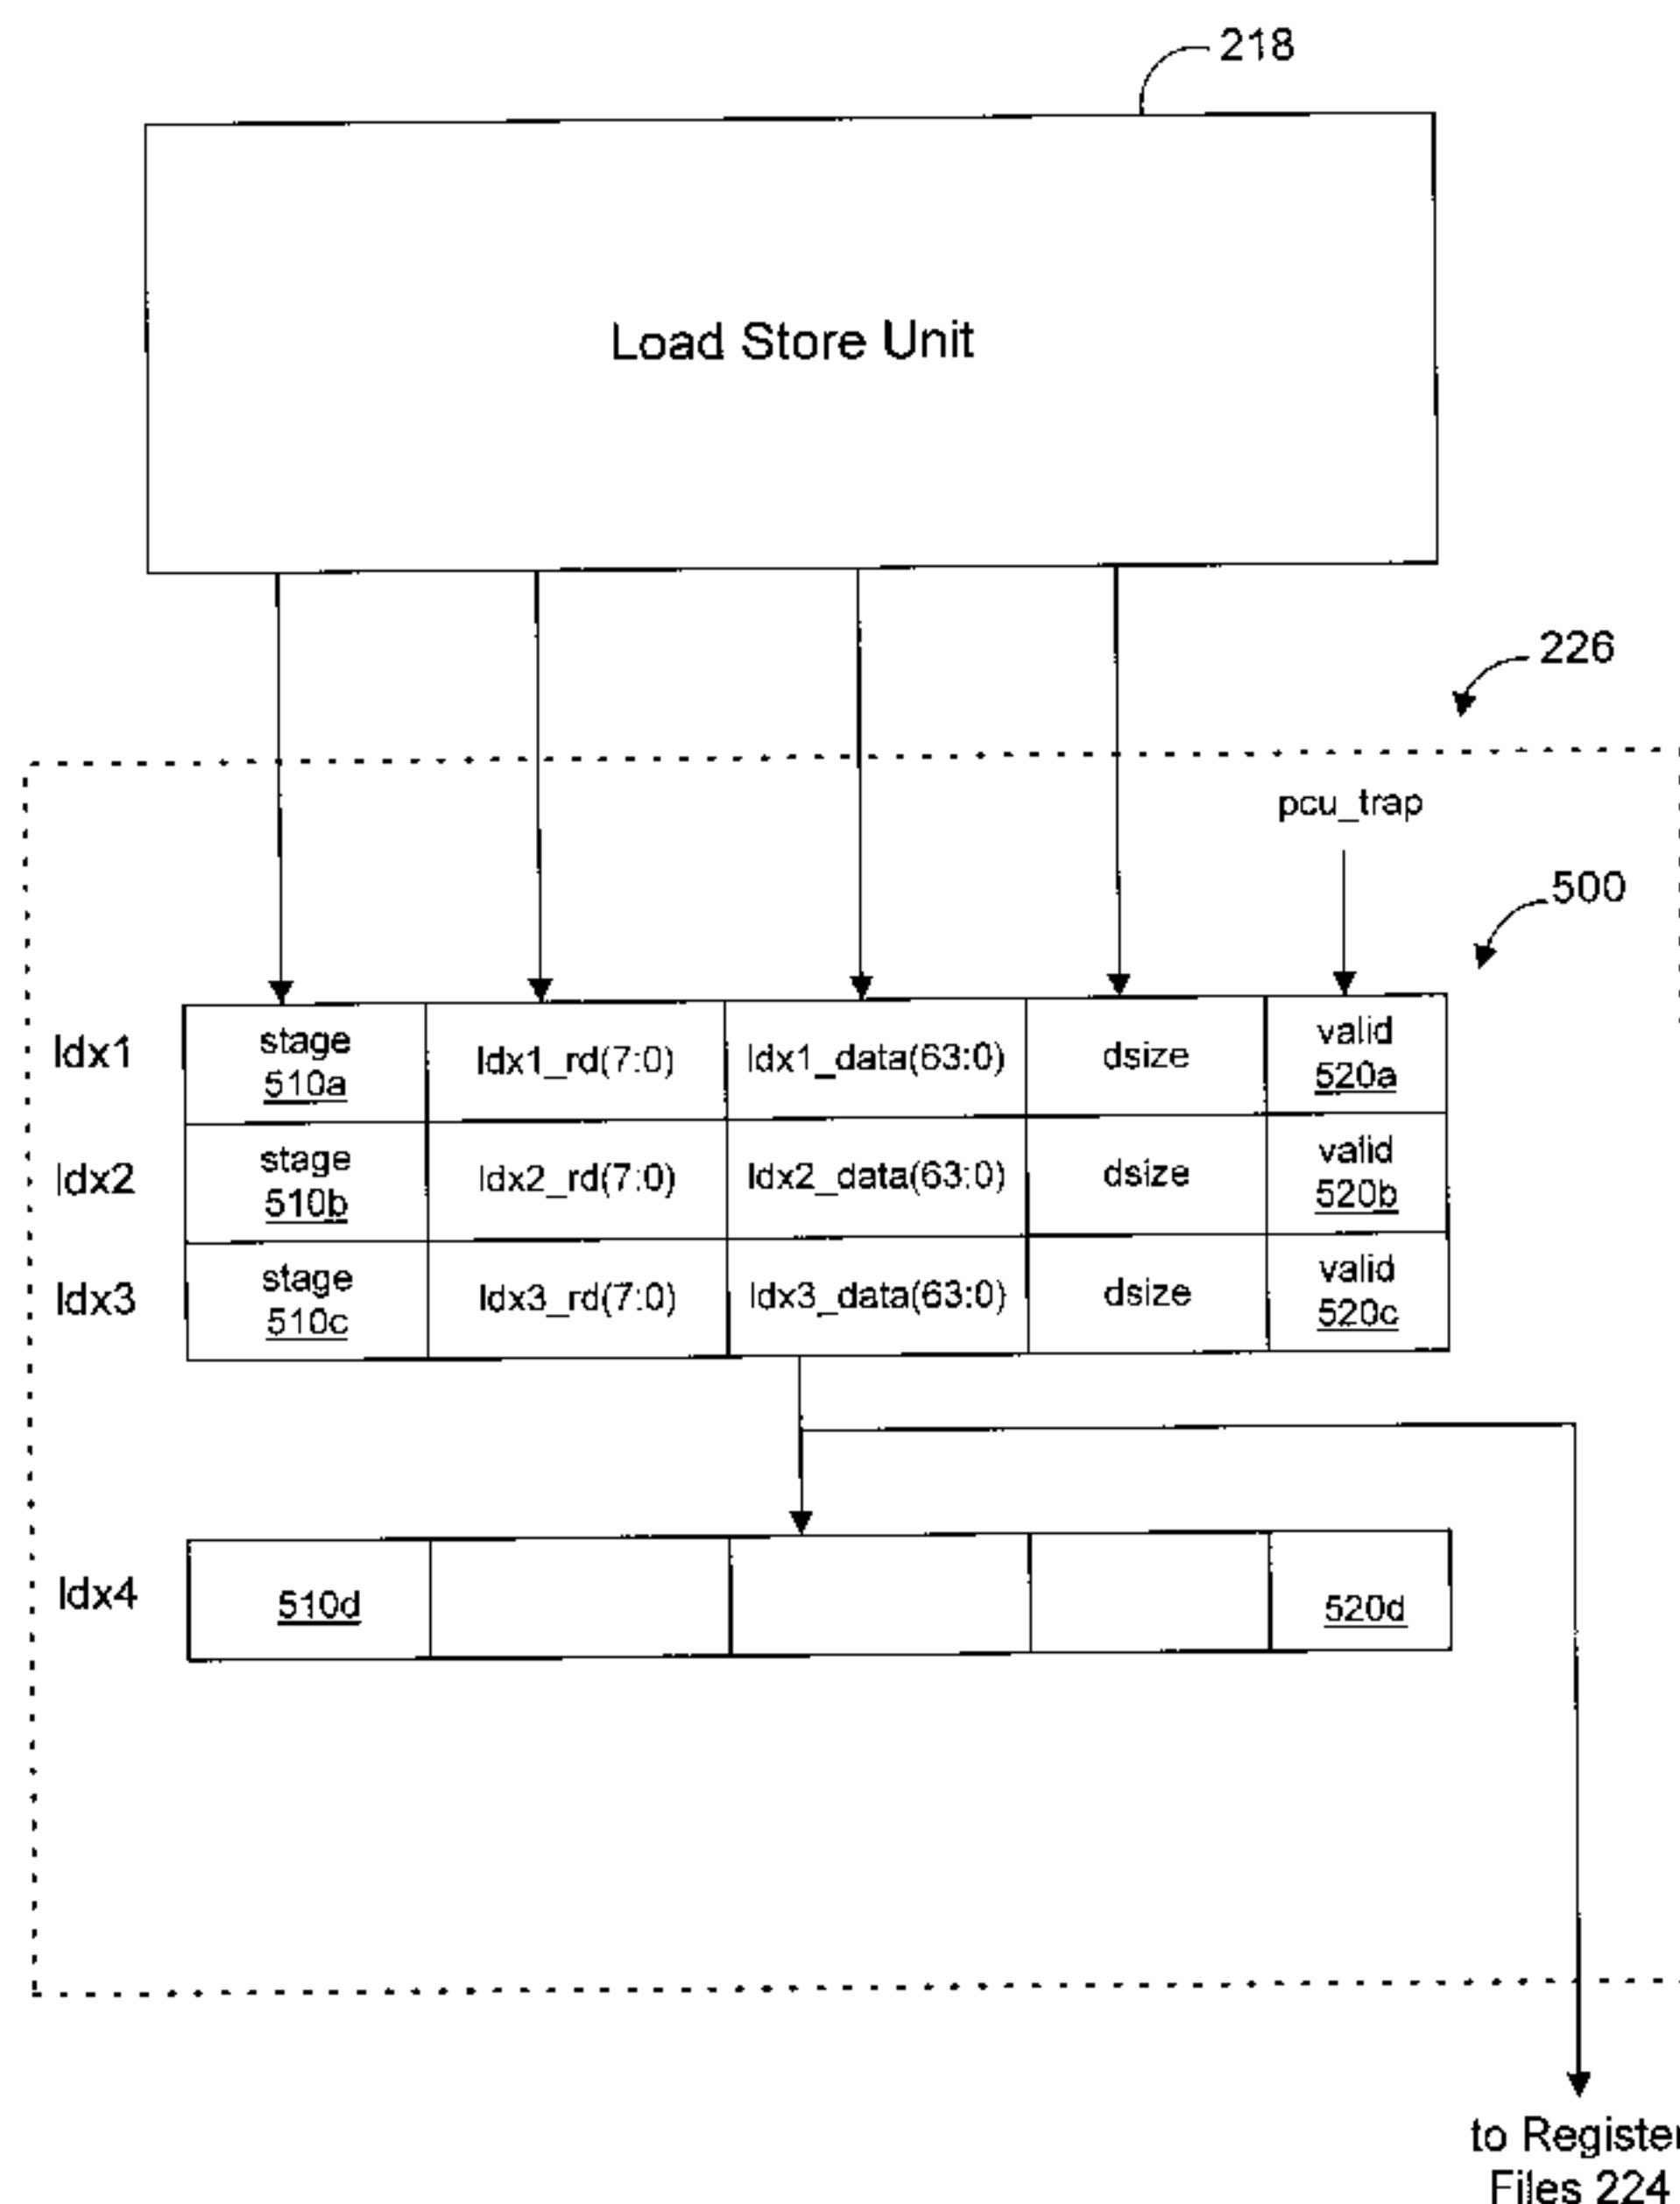 218
Load Store Unit
226
pcu_trap
500
ldx1
stage
510a
ldx1_rd(7:0)
ldx1_data(63:0)
dsize
valid
520a
ldx2
stage
510b
ldx2_rd(7:0)
ldx2_data(63:0)
dsize
valid
520b
ldx3
stage
510c
ldx3_rd(7:0)
ldx3_data(63:0)
dsize
valid
520c
ldx4
510d
520d
to Register
Files 224